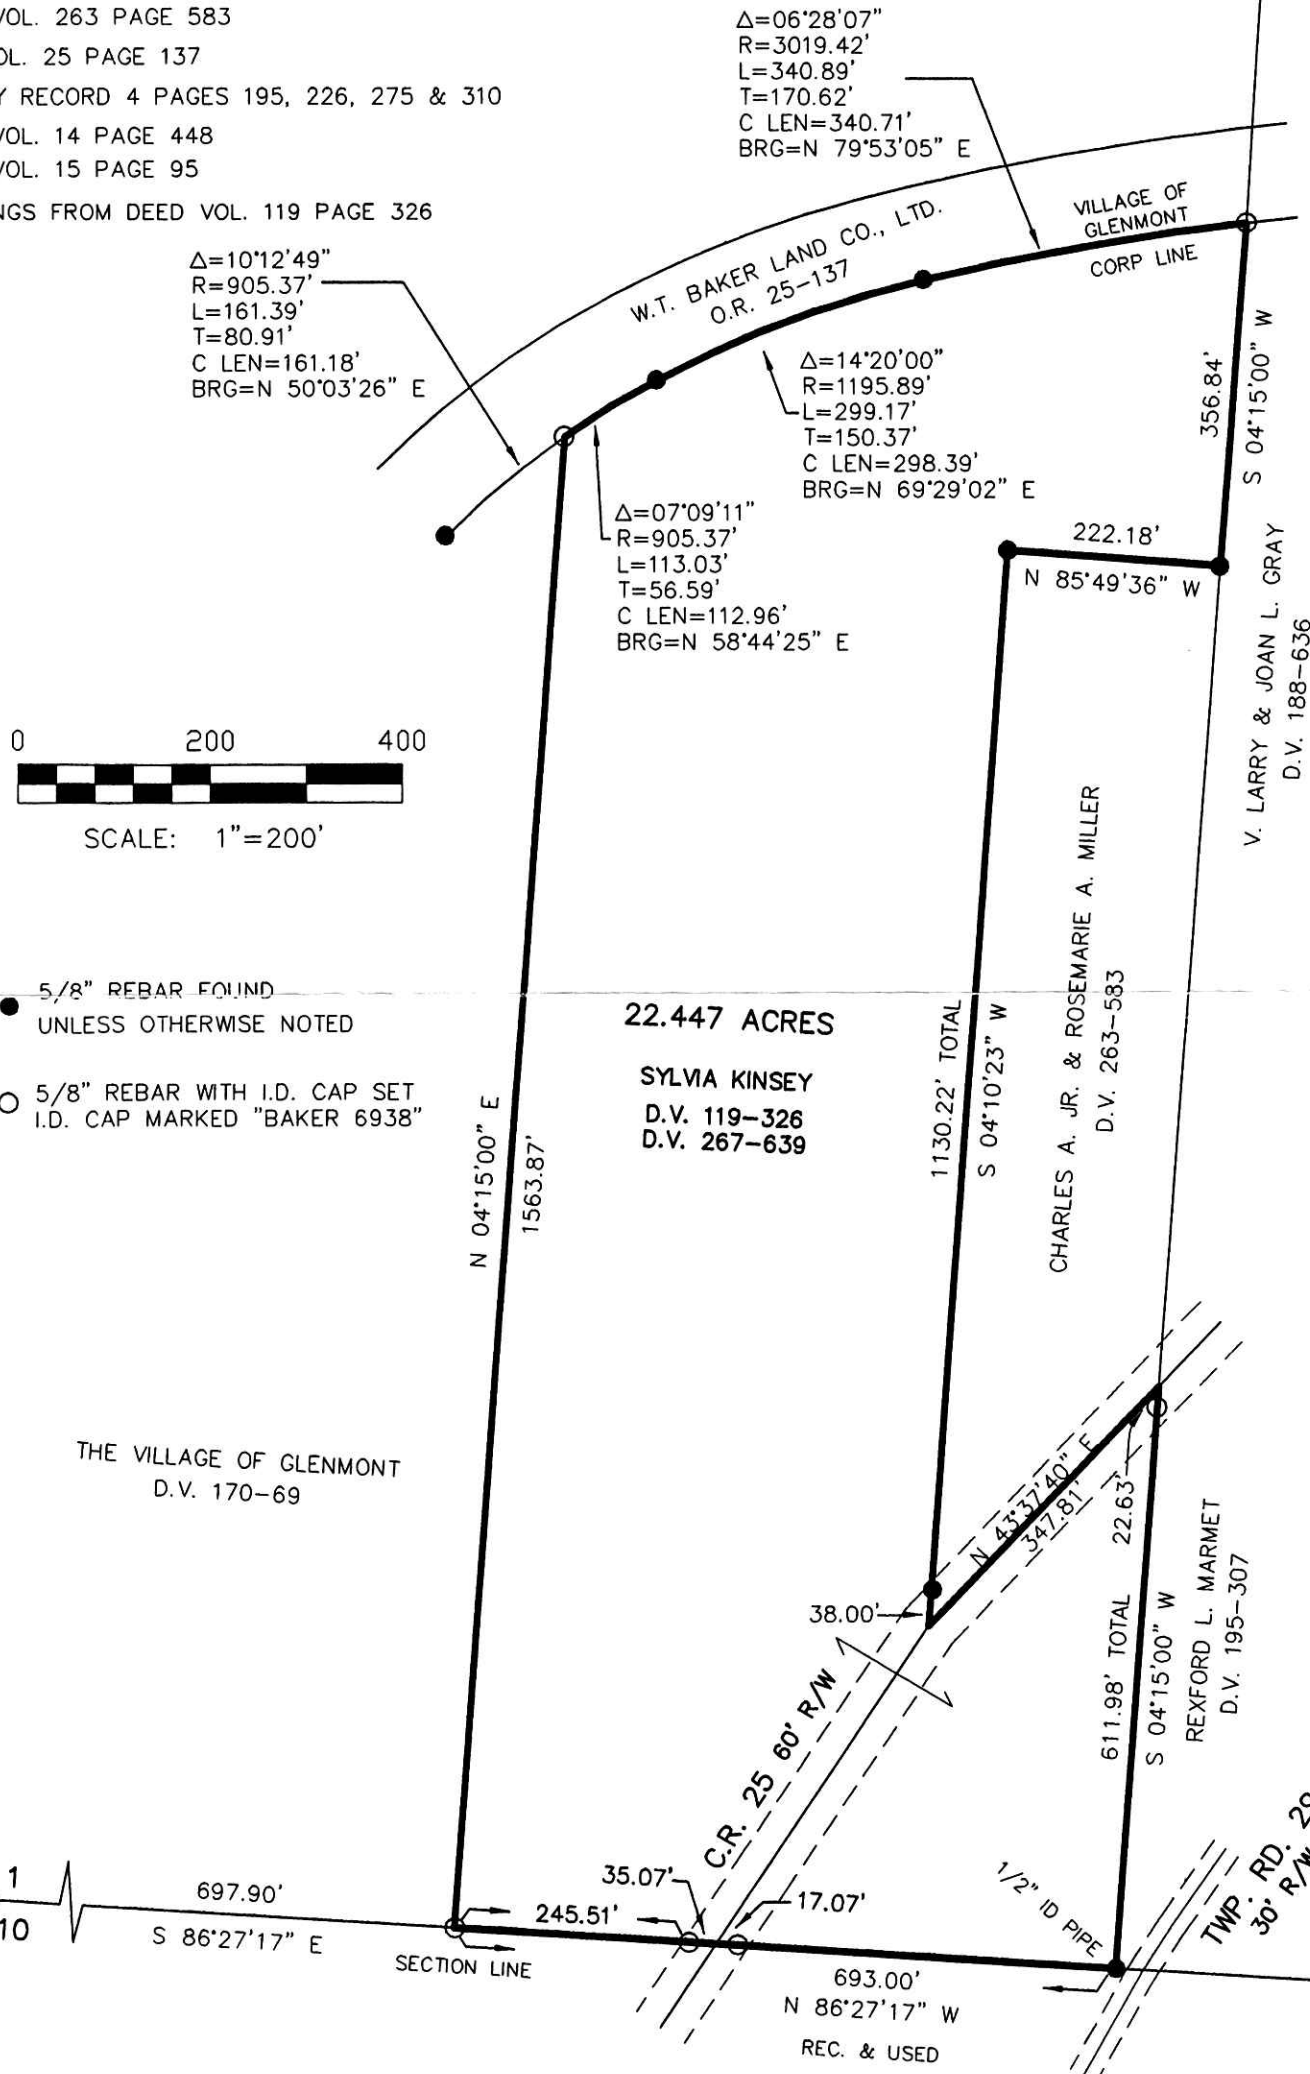 VOL. 263 PAGE 583
OL. 25 PAGE 137
Y RECORD 4 PAGES 195, 226, 275 & 310
VOL. 14 PAGE 448
VOL. 15 PAGE 95
NGS FROM DEED VOL. 119 PAGE 326
Δ=06°28'07"
R=3019.42'
L=340.89'
T=170.62'
C LEN=340.71'
BRG=N 79°53'05" E
Δ=10°12'49"
R=905.37'
L=161.39'
T=80.91'
C LEN=161.18'
BRG=N 50°03'26" E
W.T. BAKER LAND CO., LTD.
O.R. 25-137
VILLAGE OF
GLENMONT
CORP LINE
Δ=14°20'00"
R=1195.89'
L=299.17'
T=150.37'
C LEN=298.39'
BRG=N 69°29'02" E
356.84'
S 04°15'00" W
Δ=07°09'11"
R=905.37'
L=113.03'
T=56.59'
C LEN=112.96'
BRG=N 58°44'25" E
222.18'
N 85°49'36" W
V. LARRY & JOAN L. GRAY
D.V. 188-636
0 200 400
SCALE: 1"=200'
5/8" REBAR FOUND
UNLESS OTHERWISE NOTED
5/8" REBAR WITH I.D. CAP SET
I.D. CAP MARKED "BAKER 6938"
22.447 ACRES
SYLVIA KINSEY
D.V. 119-326
D.V. 267-639
1130.22' TOTAL
S 04°10'23" W
CHARLES A. JR. & ROSEMARIE A. MILLER
D.V. 263-583
N 04°15'00" E
1563.87'
THE VILLAGE OF GLENMONT
D.V. 170-69
N 43°37'40" E
347.81'
22.63'
38.00'
611.98' TOTAL
S 04°15'00" W
REXFORD L. MARMET
D.V. 195-307
C.R. 25 60' R/W
TWP. RD. 29
30' R/W
1/2" ID PIPE
1
10
697.90'
S 86°27'17" E
SECTION LINE
245.51'
35.07'
17.07'
693.00'
N 86°27'17" W
REC. & USED